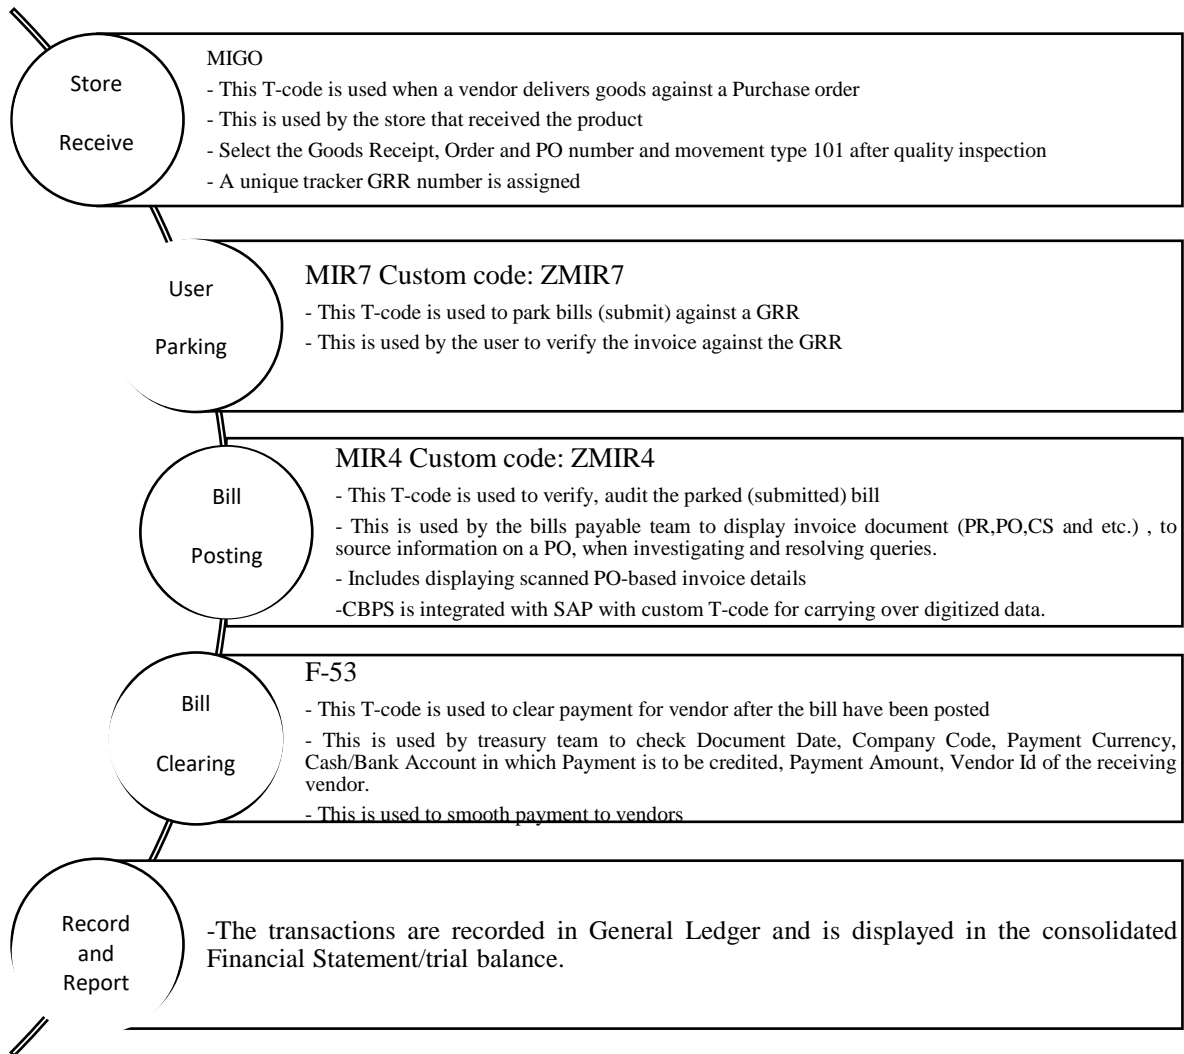 Store
Receive
MIGO
- This T-code is used when a vendor delivers goods against a Purchase order
- This is used by the store that received the product
- Select the Goods Receipt, Order and PO number and movement type 101 after quality inspection
- A unique tracker GRR number is assigned
User
Parking
MIR7 Custom code: ZMIR7
- This T-code is used to park bills (submit) against a GRR
- This is used by the user to verify the invoice against the GRR
Bill
Posting
MIR4 Custom code: ZMIR4
- This T-code is used to verify, audit the parked (submitted) bill
- This is used by the bills payable team to display invoice document (PR,PO,CS and etc.) , to
source information on a PO, when investigating and resolving queries.
- Includes displaying scanned PO-based invoice details
-CBPS is integrated with SAP with custom T-code for carrying over digitized data.
Bill
Clearing
F-53
- This T-code is used to clear payment for vendor after the bill have been posted
- This is used by treasury team to check Document Date, Company Code, Payment Currency,
Cash/Bank Account in which Payment is to be credited, Payment Amount, Vendor Id of the receiving
vendor.
- This is used to smooth payment to vendors
Record
and
Report
-The transactions are recorded in General Ledger and is displayed in the consolidated
Financial Statement/trial balance.